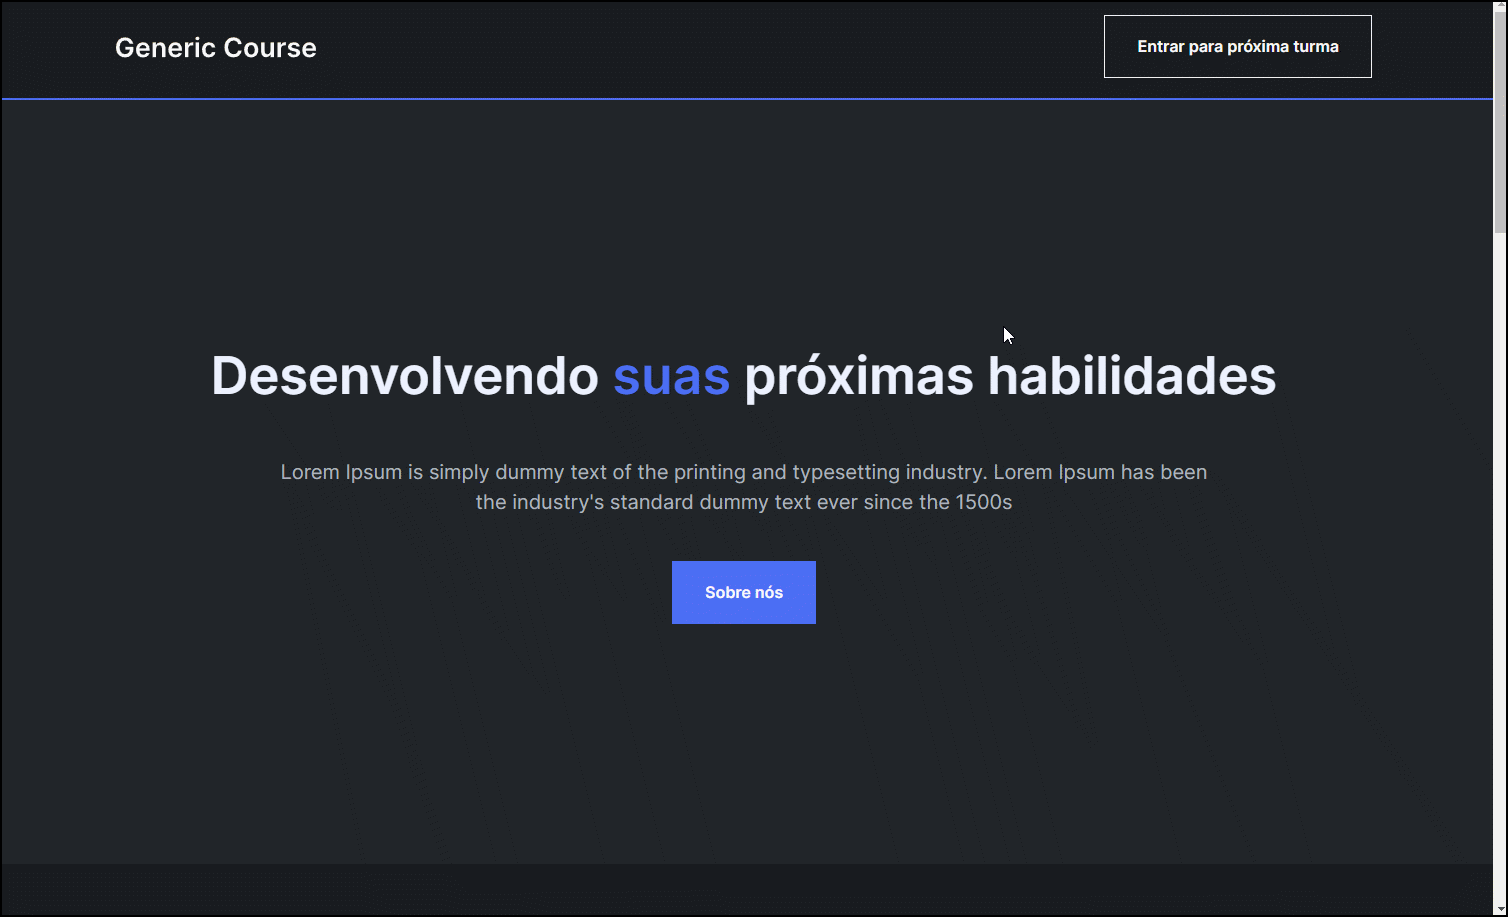 Generic Course
Entrar para próxima turma
Desenvolvendo suas próximas habilidades
Lorem Ipsum is simply dummy text of the printing and typesetting industry. Lorem Ipsum has been
the industry's standard dummy text ever since the 1500s
Sobre nós